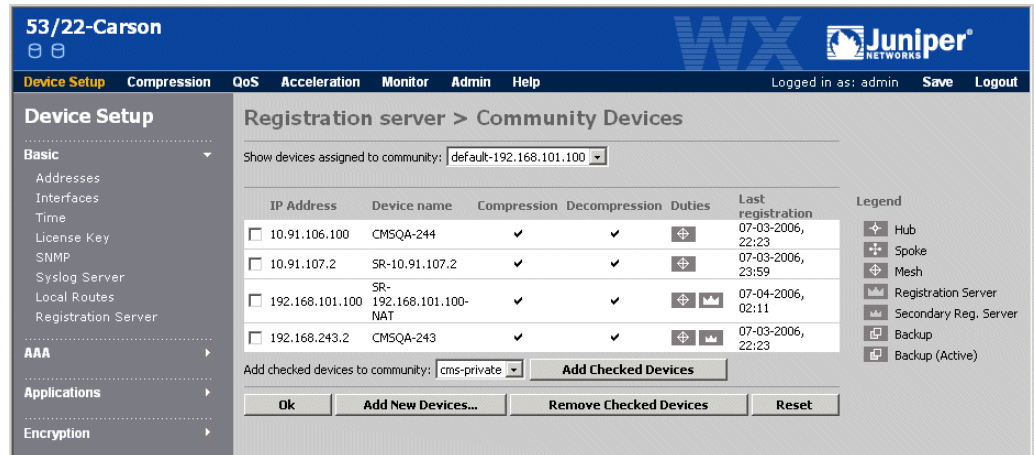 53/22-Carson
WX
Juniper
NETWORKS
Device Setup Compression QoS Acceleration Monitor Admin Help Logged in as: admin Save Logout
Device Setup
Basic
Addresses
Interfaces
Time
License Key
SNMP
Syslog Server
Local Routes
Registration Server
AAA
Applications
Encryption
Registration server > Community Devices
Show devices assigned to community: default-192.168.101.100
IP Address Device name Compression Decompression Duties Last
registration
10.91.106.100 CMSQA-244 07-03-2006,
22:23
10.91.107.2 SR-10.91.107.2 07-03-2006,
23:59
192.168.101.100 SR-
192.168.101.100-
NAT 07-04-2006,
02:11
192.168.243.2 CMSQA-243 07-03-2006,
22:23
Add checked devices to community: cms-private Add Checked Devices
Ok Add New Devices... Remove Checked Devices Reset
Legend
Hub
Spoke
Mesh
Registration Server
Secondary Reg. Server
Backup
Backup (Active)